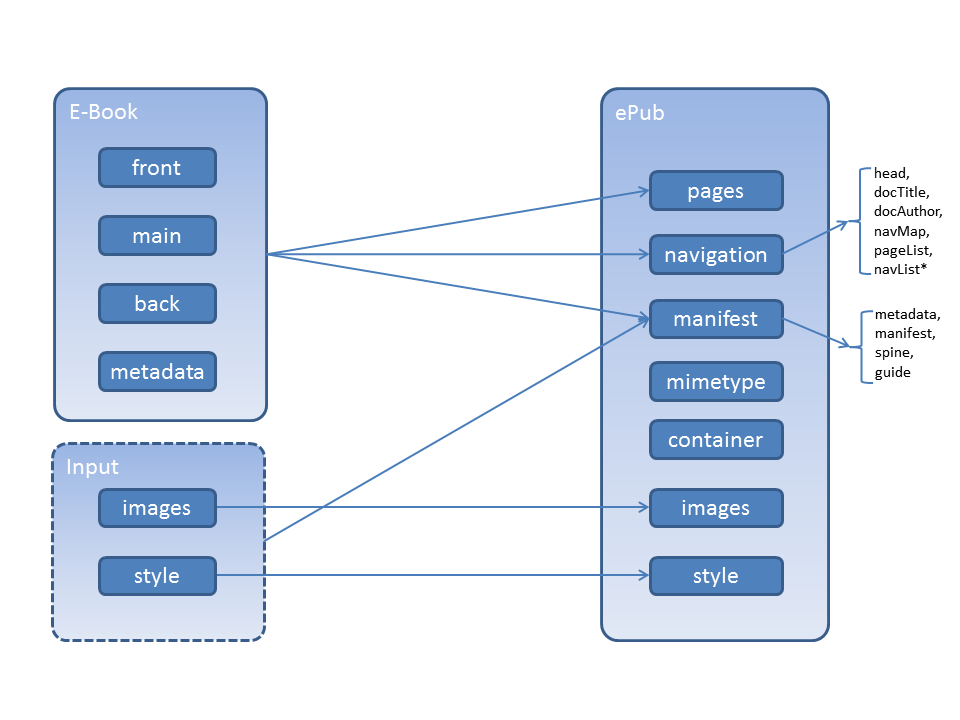 E-Book
front
main
back
metadata
Input
images
style
ePub
pages
navigation
manifest
mimetype
container
images
style
head,
docTitle,
docAuthor,
navMap,
pageList,
navList*
metadata,
manifest,
spine,
guide